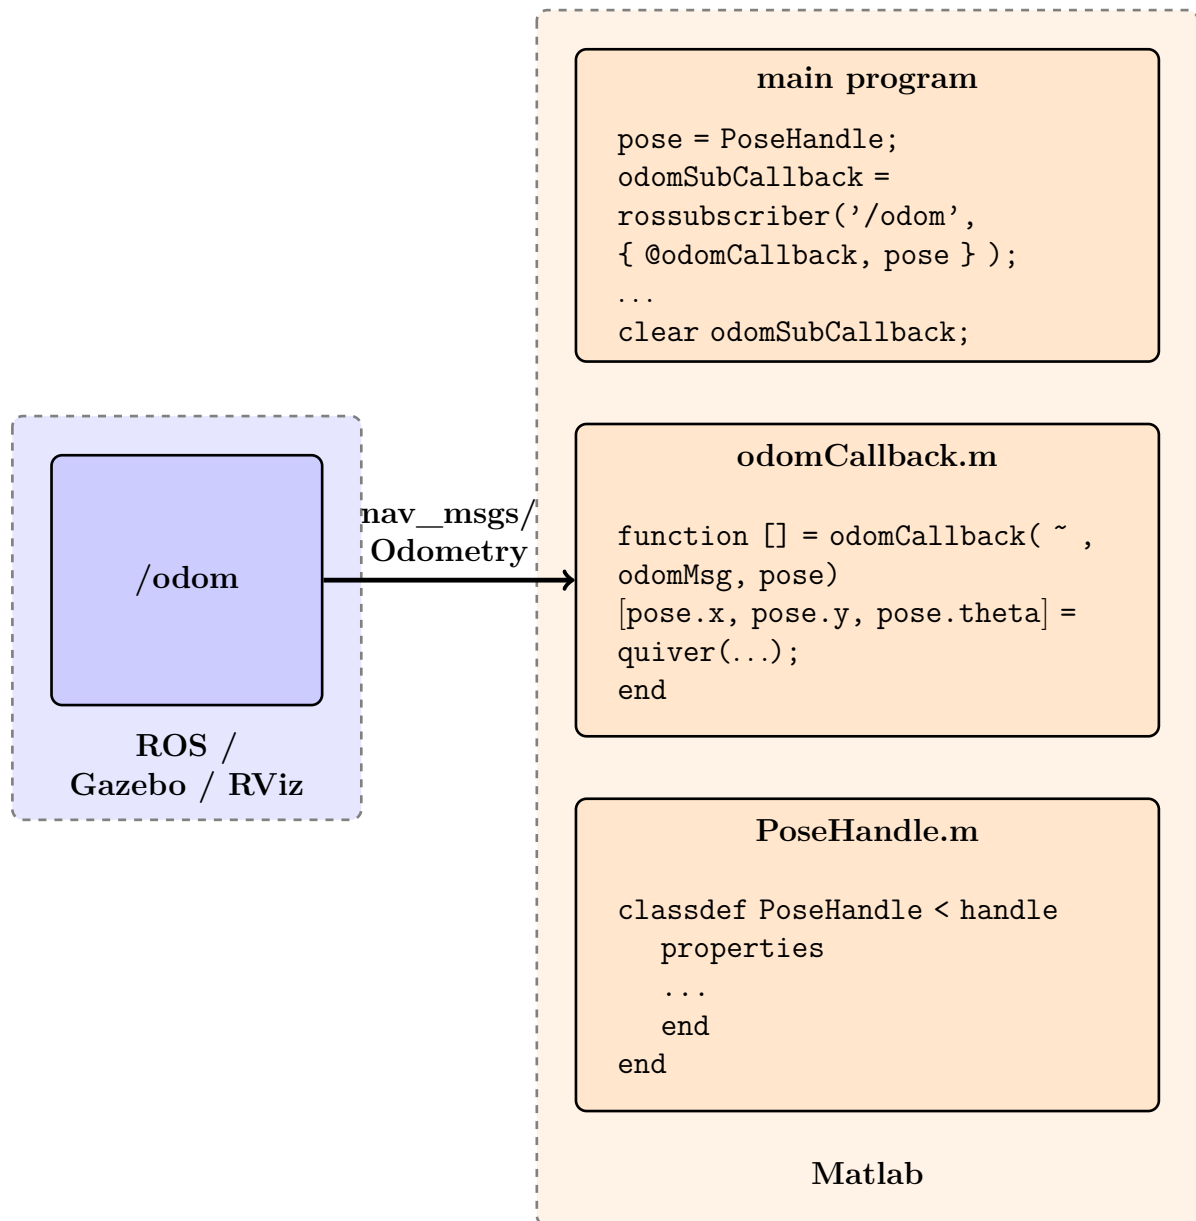 main program
pose = PoseHandle;
odomSubCallback =
rossubscriber('/odom',
{ @odomCallback, pose } );
...
clear odomSubCallback;
/odom
ROS /
Gazebo / RViz
nav_msgs/
Odometry
odomCallback.m
function [] = odomCallback( ~ ,
odomMsg, pose)
[pose.x, pose.y, pose.theta] =
quiver(...);
end
PoseHandle.m
classdef PoseHandle < handle
properties
...
end
end
Matlab